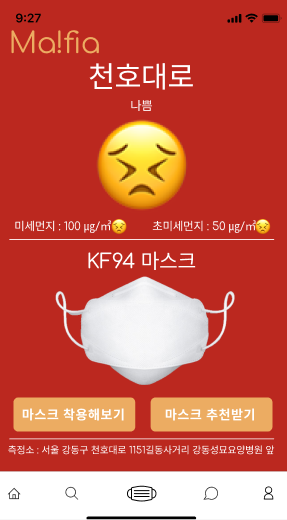 9:27
Ma!fia
천호대로
나쁨
미세먼지 : 100 μg/㎥
초미세먼지 : 50 μg/㎥
KF94 마스크
마스크 착용해보기
마스크 추천받기
측정소 : 서울 강동구 천호대로 1151길동사거리 강동성묘요양병원 앞